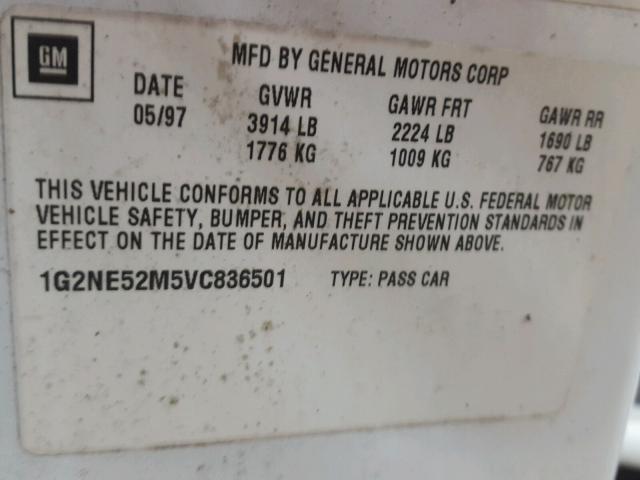 GM
MFD BY GENERAL MOTORS CORP
DATE GVWR GAWR FRT GAWR RR
05/97 3914 LB 2224 LB 1690 LB
1776 KG 1009 KG 767 KG
THIS VEHICLE CONFORMS TO ALL APPLICABLE U.S. FEDERAL MOTOR
VEHICLE SAFETY, BUMPER, AND THEFT PREVENTION STANDARDS IN
EFFECT ON THE DATE OF MANUFACTURE SHOWN ABOVE.
1G2NE52M5VC836501 TYPE: PASS CAR